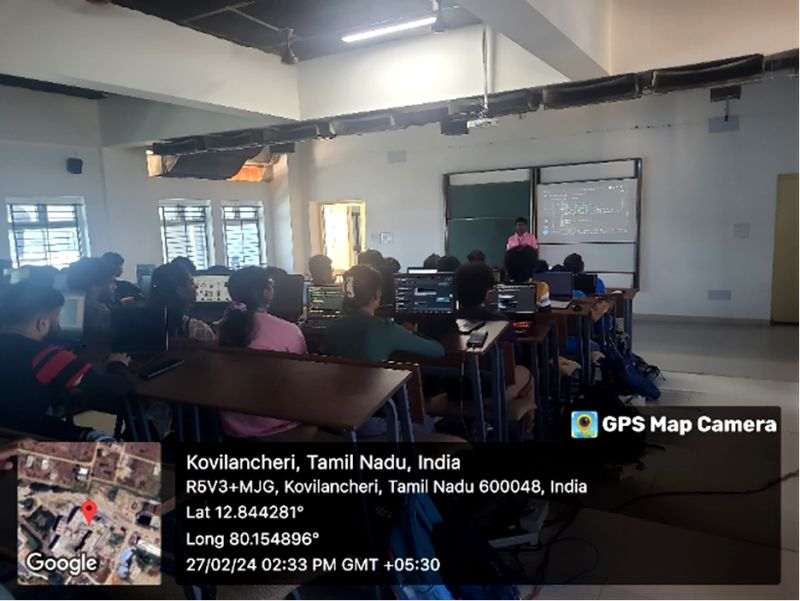 GPS Map Camera
Kovilancheri, Tamil Nadu, India
R5V3+MJG, Kovilancheri, Tamil Nadu 600048, India
Lat 12.844281°
Long 80.154896°
27/02/24 02:33 PM GMT +05:30
Google